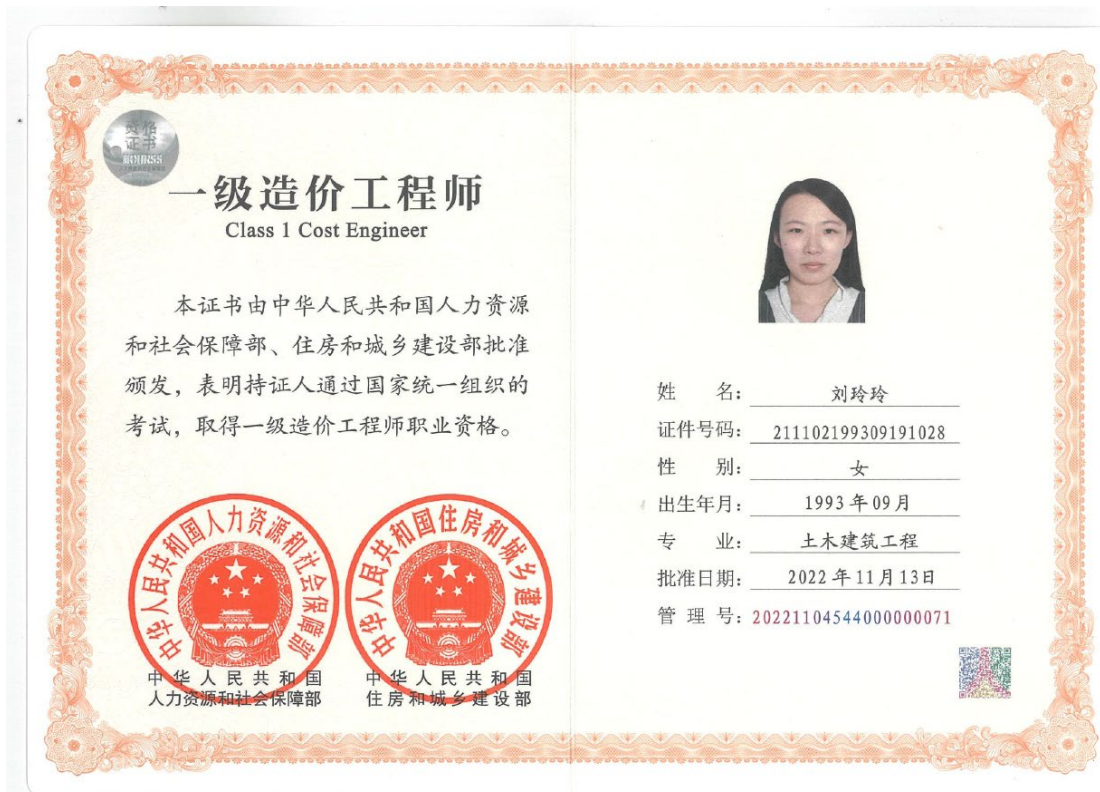 资格
证书
MOHRSS
一级造价工程师
Class 1 Cost Engineer
本证书由中华人民共和国人力资源
和社会保障部、住房和城乡建设部批准
颁发，表明持证人通过国家统一组织的
考试，取得一级造价工程师职业资格。
中华人民共和国人力资源和社会保障部
中华人民共和国住房和城乡建设部
中华人民共和国
人力资源和社会保障部
中华人民共和国
住房和城乡建设部
姓 名：刘玲玲
证件号码：211102199309191028
性 别：女
出生年月：1993年09月
专 业：土木建筑工程
批准日期：2022年11月13日
管 理 号：20221104544000000071